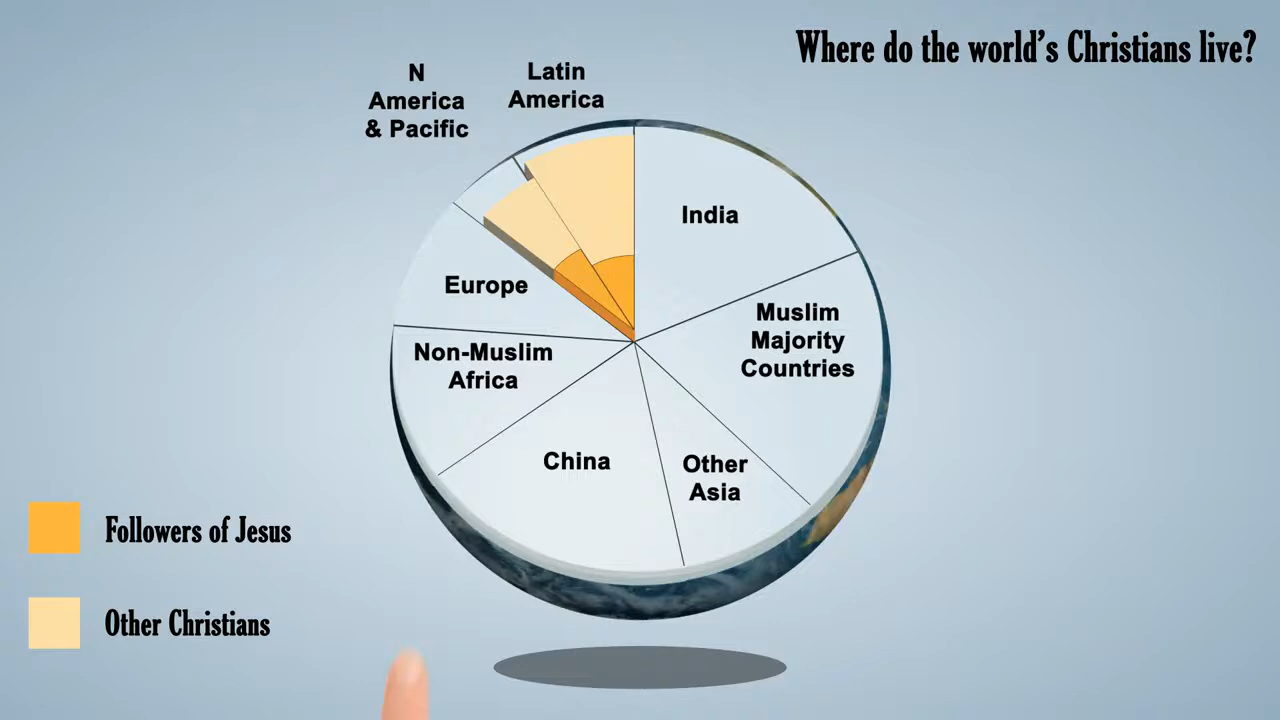 Where do the world's Christians live?
N
America
& Pacific
Latin
America
India
Europe
Muslim
Majority
Countries
Non-Muslim
Africa
China
Other
Asia
Followers of Jesus
Other Christians